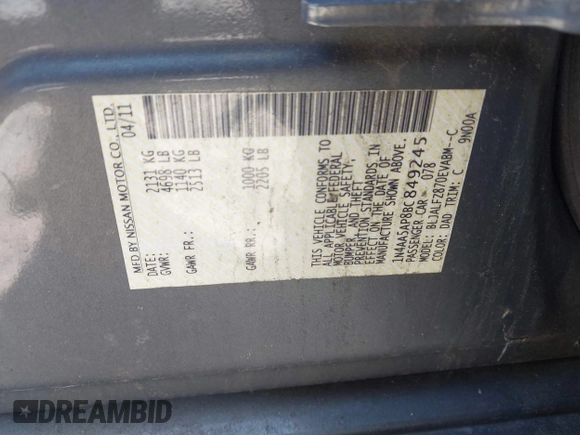 MFD. BY NISSAN MOTOR CO., LTD.
DATE: 04/11
GVWR: 2131 KG
4698 LB
GAWR FR.: 1140 KG
2513 LB
GAWR RR.: 1000 KG
2205 LB
THIS VEHICLE CONFORMS TO
ALL APPLICABLE FEDERAL
MOTOR VEHICLE SAFETY,
BUMPER AND THEFT
PREVENTION STANDARDS IN
EFFECT ON THE DATE OF
MANUFACTURE SHOWN ABOVE.
1N4AA5AP8BC849245
PASSENGER CAR 078
MODEL: BLJALF
COLOR: DAD TRIM: C 9N00A
DREAMBID